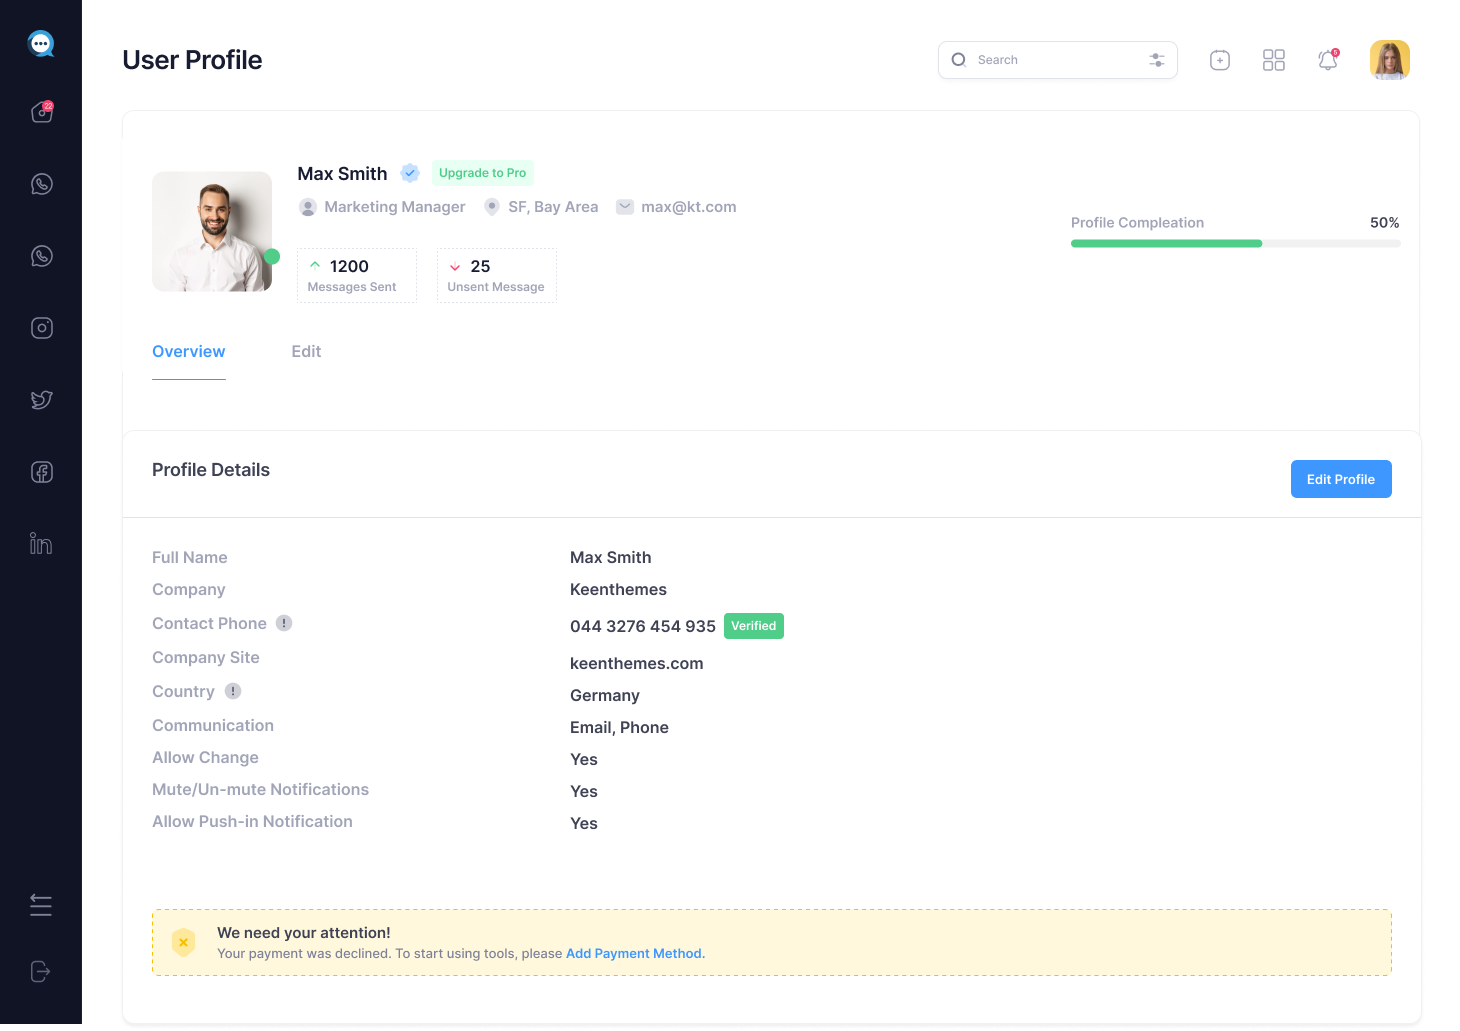 User Profile
Search
5
22
Max Smith
Upgrade to Pro
Marketing Manager
SF, Bay Area
max@kt.com
Profile Compleation
50%
1200
Messages Sent
25
Unsent Message
Overview
Edit
Profile Details
Edit Profile
Full Name
Max Smith
Company
Keenthemes
Contact Phone
044 3276 454 935
Verified
Company Site
keenthemes.com
Country
Germany
Communication
Email, Phone
Allow Change
Yes
Mute/Un-mute Notifications
Yes
Allow Push-in Notification
Yes
We need your attention!
Your payment was declined. To start using tools, please Add Payment Method.